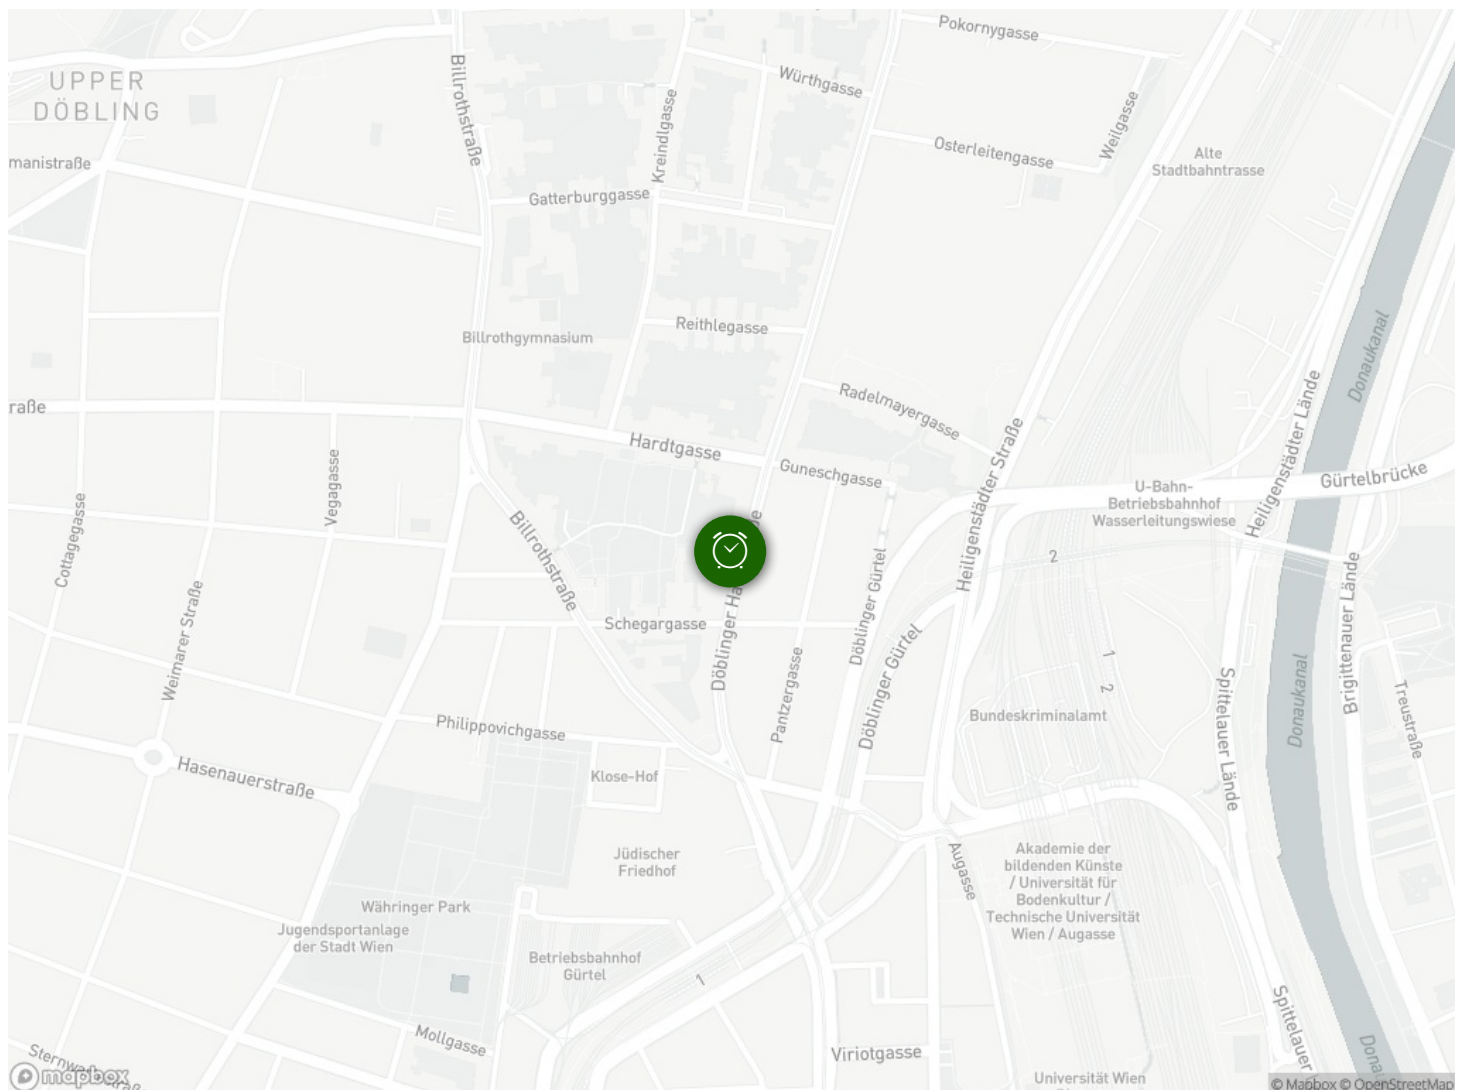 Pokornygasse
UPPER
DÖBLING
Würthgasse
Billrothstraße
Kreindlgasse
Weilgasse
Osterleitengasse
Alte
Stadtbahntrasse
manistraße
Gatterburggasse
Donaukanal
Reithlegasse
Billrothgymnasium
Radelmayergasse
raße
Hardtgasse
Guneschgasse
Heiligenstädter Straße
Heiligenstädter Lände
Gürtelbrücke
U-Bahn-
Betriebsbahnhof
Wasserleitungswiese
Vegagasse
Cottagegasse
Billrothstraße
Döblinger Ha
e
Döblinger Gürtel
2
Weimarer Straße
Schegargasse
Döblinger Gürtel
Pantzergasse
1
2
Brigittenauer Lände
Donaukanal
Spittelauer Lände
Treustraße
Bundeskriminalamt
Philippovichgasse
Hasenauerstraße
Klose-Hof
Jüdischer
Friedhof
Augasse
Akademie der
bildenden Künste
/ Universität für
Bodenkultur /
Technische Universität
Wien / Augasse
Währinger Park
Jugendsportanlage
der Stadt Wien
Betriebsbahnhof
Gürtel
1
Mollgasse
Viriotgasse
Spittelauer
Donau
Universität Wien
mapbox
© Mapbox © OpenStreetMap